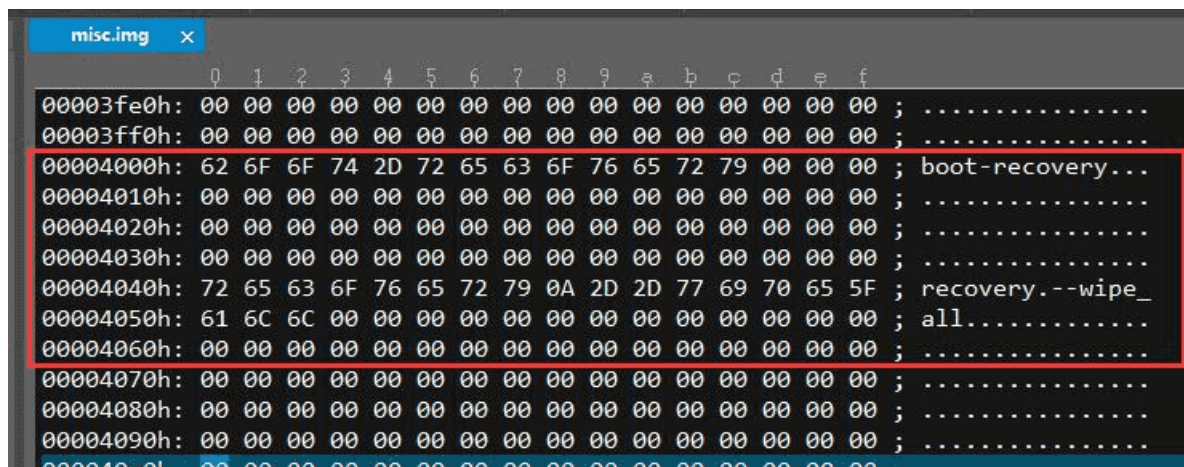 misc.img ×
0 1 2 3 4 5 6 7 8 9 a b c d e f
00003fe0h: 00 00 00 00 00 00 00 00 00 00 00 00 00 00 00 00 ; ................
00003ff0h: 00 00 00 00 00 00 00 00 00 00 00 00 00 00 00 00 ; ................
00004000h: 62 6F 6F 74 2D 72 65 63 6F 76 65 72 79 00 00 00 ; boot-recovery...
00004010h: 00 00 00 00 00 00 00 00 00 00 00 00 00 00 00 00 ; ................
00004020h: 00 00 00 00 00 00 00 00 00 00 00 00 00 00 00 00 ; ................
00004030h: 00 00 00 00 00 00 00 00 00 00 00 00 00 00 00 00 ; ................
00004040h: 72 65 63 6F 76 65 72 79 0A 2D 2D 77 69 70 65 5F ; recovery.--wipe_
00004050h: 61 6C 6C 00 00 00 00 00 00 00 00 00 00 00 00 00 ; all.............
00004060h: 00 00 00 00 00 00 00 00 00 00 00 00 00 00 00 00 ; ................
00004070h: 00 00 00 00 00 00 00 00 00 00 00 00 00 00 00 00 ; ................
00004080h: 00 00 00 00 00 00 00 00 00 00 00 00 00 00 00 00 ; ................
00004090h: 00 00 00 00 00 00 00 00 00 00 00 00 00 00 00 00 ; ................